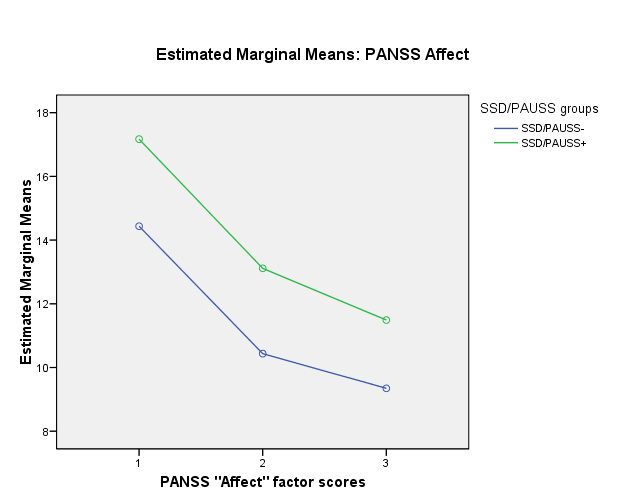 Estimated Marginal Means: PANSS Affect
SSD/PAUSS groups
SSD/PAUSS-
SSD/PAUSS+
Estimated Marginal Means
18
16
14
12
10
8
1 2 3
PANSS "Affect" factor scores